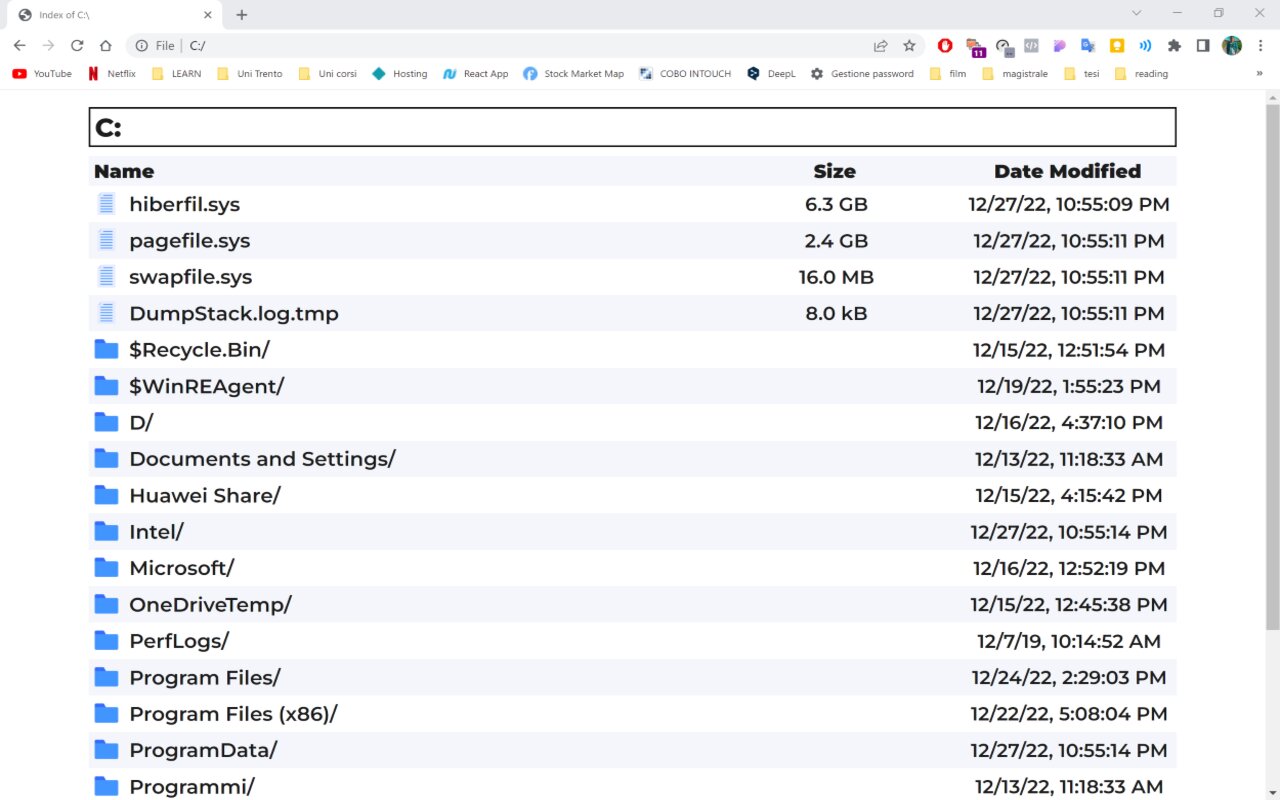 Index of C:\
File C:/
11
YouTube Netflix LEARN Uni Trento Uni corsi Hosting React App Stock Market Map COBO INTOUCH DeepL Gestione password film magistrale tesi reading »
C:
Name Size Date Modified
hiberfil.sys 6.3 GB 12/27/22, 10:55:09 PM
pagefile.sys 2.4 GB 12/27/22, 10:55:11 PM
swapfile.sys 16.0 MB 12/27/22, 10:55:11 PM
DumpStack.log.tmp 8.0 kB 12/27/22, 10:55:11 PM
$Recycle.Bin/ 12/15/22, 12:51:54 PM
$WinREAgent/ 12/19/22, 1:55:23 PM
D/ 12/16/22, 4:37:10 PM
Documents and Settings/ 12/13/22, 11:18:33 AM
Huawei Share/ 12/15/22, 4:15:42 PM
Intel/ 12/27/22, 10:55:14 PM
Microsoft/ 12/16/22, 12:52:19 PM
OneDriveTemp/ 12/15/22, 12:45:38 PM
PerfLogs/ 12/7/19, 10:14:52 AM
Program Files/ 12/24/22, 2:29:03 PM
Program Files (x86)/ 12/22/22, 5:08:04 PM
ProgramData/ 12/27/22, 10:55:14 PM
Programmi/ 12/13/22, 11:18:33 AM